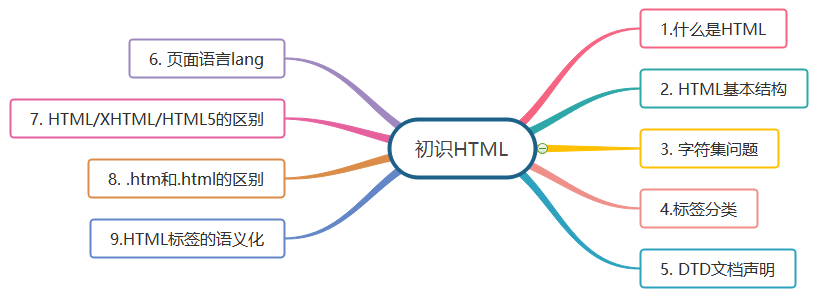 初识HTML
1.什么是HTML
2. HTML基本结构
3. 字符集问题
4.标签分类
5. DTD文档声明
6. 页面语言lang
7. HTML/XHTML/HTML5的区别
8. .htm和.html的区别
9.HTML标签的语义化